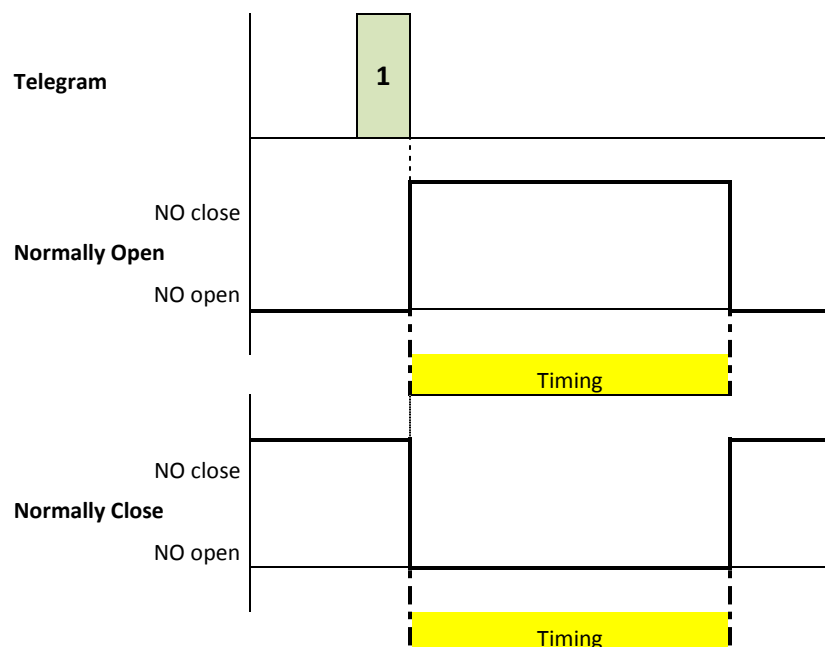 1
Telegram
NO close
Normally Open
NO open
Timing
NO close
Normally Close
NO open
Timing